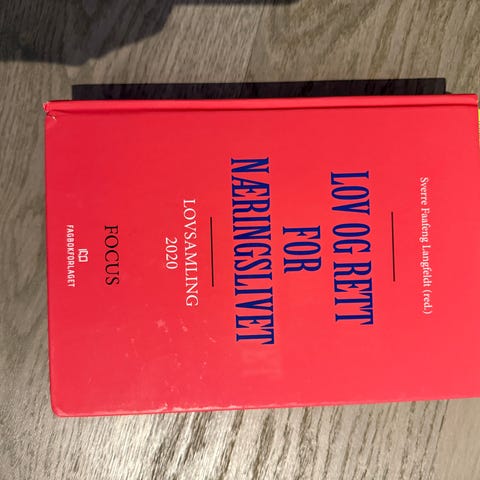 Sverre Faafeng Langfeldt (red.)
LOV OG RETT
FOR
NÆRINGSLIVET
LOVSAMLING
2020
FOCUS
FAGBOKFORLAGET